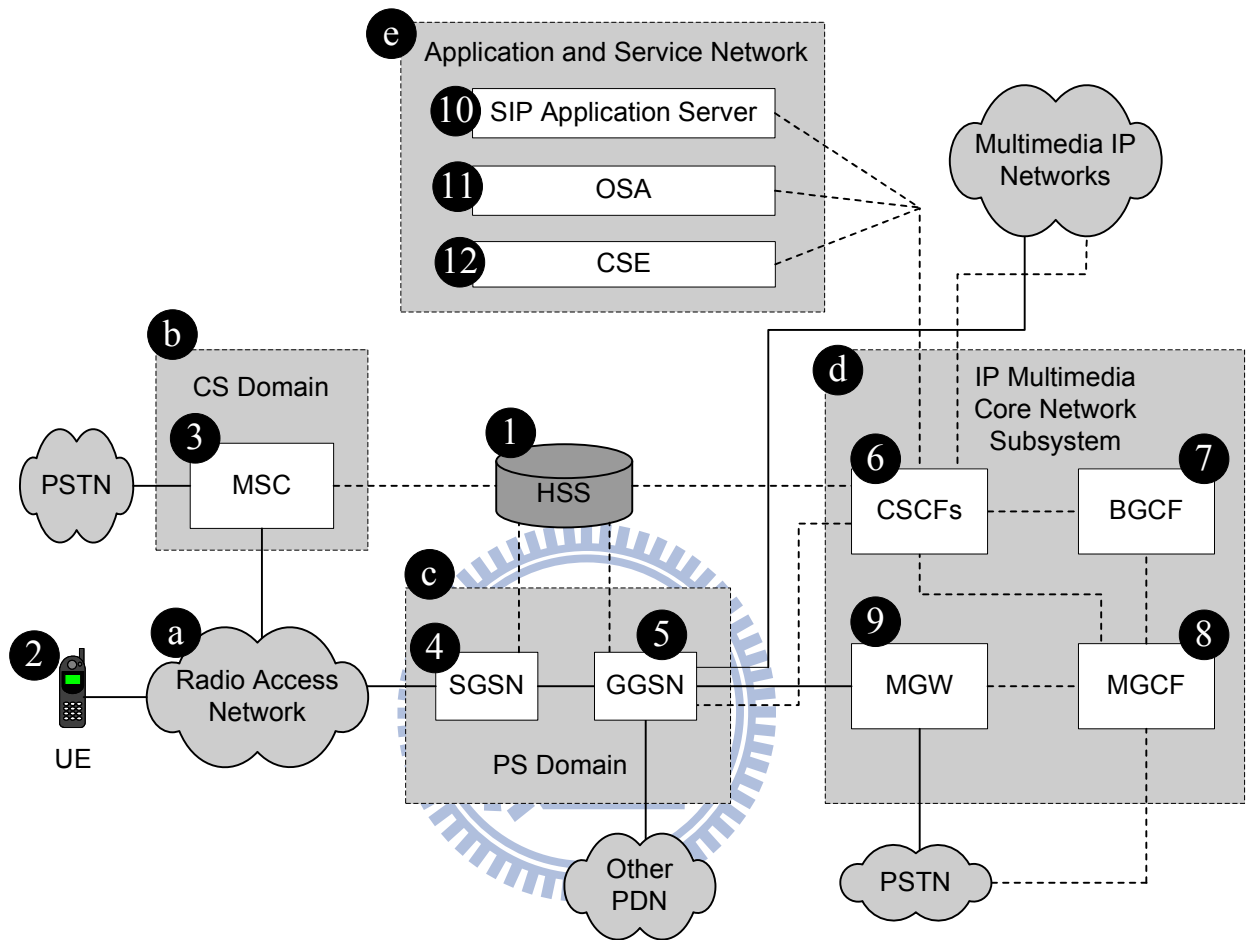 e
Application and Service Network
10
SIP Application Server
11
OSA
12
CSE
Multimedia IP
Networks
b
CS Domain
3
MSC
PSTN
1
HSS
d
IP Multimedia
Core Network
Subsystem
6
CSCFs
7
BGCF
9
MGW
8
MGCF
c
4
SGSN
5
GGSN
PS Domain
2
UE
a
Radio Access
Network
Other
PDN
PSTN